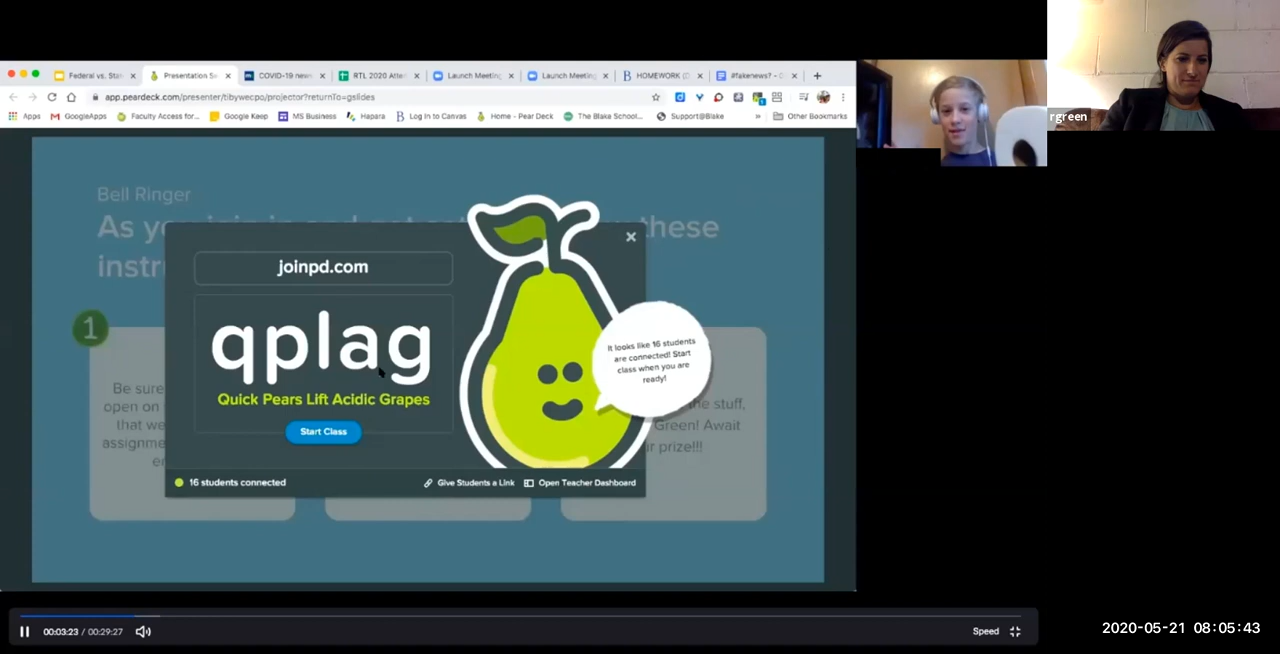 Federal vs. Sta
Presentation Se
COVID-19 new
RTL 2020 Atte
Launch Meeting
Launch Meeting
HOMEWORK (D
#fakenews? - G
app.peardeck.com/presenter/tibywecpo/projector?returnTo=gslides
Apps
GoogleApps
Faculty Access for...
Google Keep
MS Business
Hapara
Log In to Canvas
Home - Pear Deck
The Blake School...
Support@Blake
»
Other Bookmarks
rgreen
Bell Ringer
As
these
instr
joinpd.com
qplag
Quick Pears Lift Acidic Grapes
Start Class
It looks like 16 students
are connected! Start
class when you are
ready!
1
Be sure
open on
that we
assignme
the stuff,
Green! Await
r prize!!!
16 students connected
Give Students a Link
Open Teacher Dashboard
00:03:23 / 00:29:27
Speed
2020-05-21 08:05:43